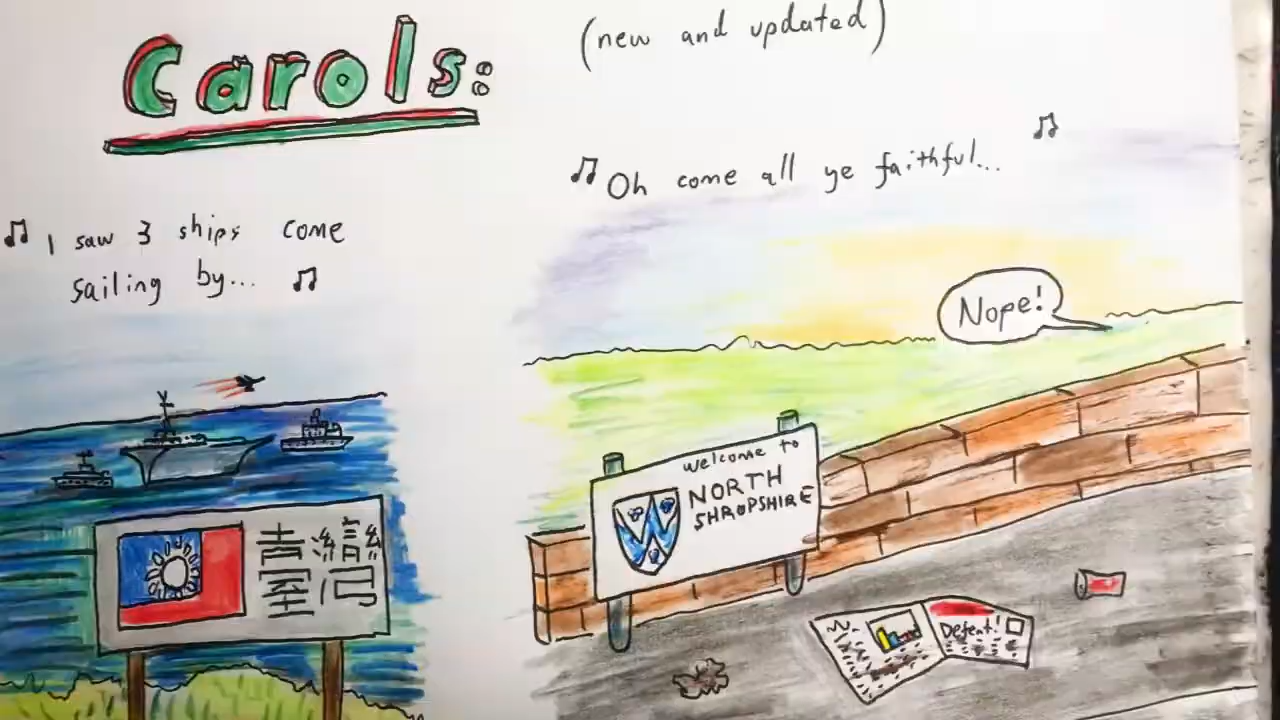 Carols:
(new and updated)
I saw 3 ships come
sailing by...
臺灣
Oh come all ye faithful...
Nope!
Welcome to
NORTH
SHROPSHIRE
Defeat!